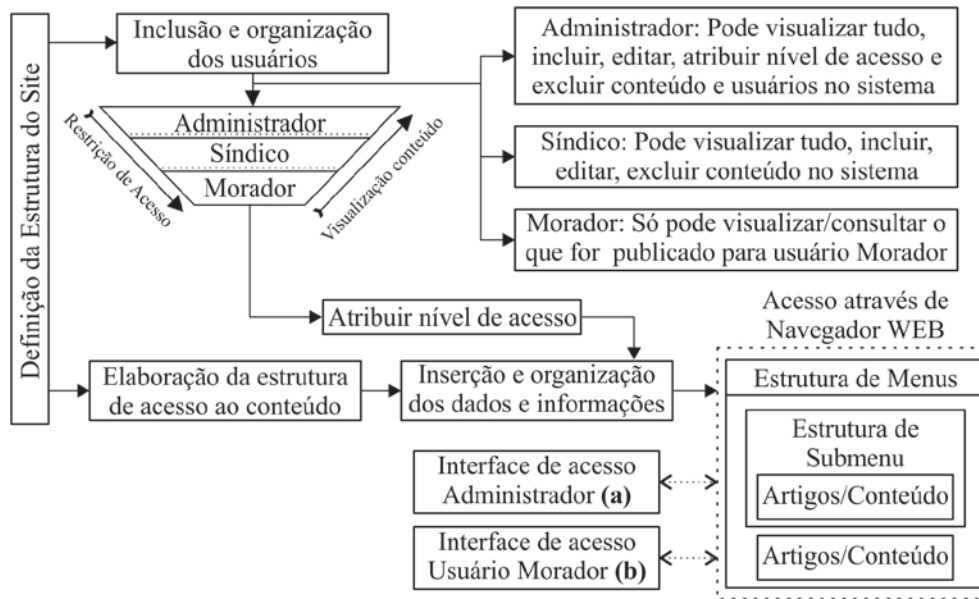 Definição da Estrutura do Site
Inclusão e organização
dos usuários
Administrador
Síndico
Morador
Restrição de Acesso
Visualização conteúdo
Administrador: Pode visualizar tudo,
incluir, editar, atribuir nível de acesso e
excluir conteúdo e usuários no sistema
Síndico: Pode visualizar tudo, incluir,
editar, excluir conteúdo no sistema
Morador: Só pode visualizar/consultar o
que for publicado para usuário Morador
Atribuir nível de acesso
Elaboração da estrutura
de acesso ao conteúdo
Inserção e organização
dos dados e informações
Acesso através de
Navegador WEB
Estrutura de Menus
Estrutura de
Submenu
Artigos/Conteúdo
Artigos/Conteúdo
Interface de acesso
Administrador (a)
Interface de acesso
Usuário Morador (b)